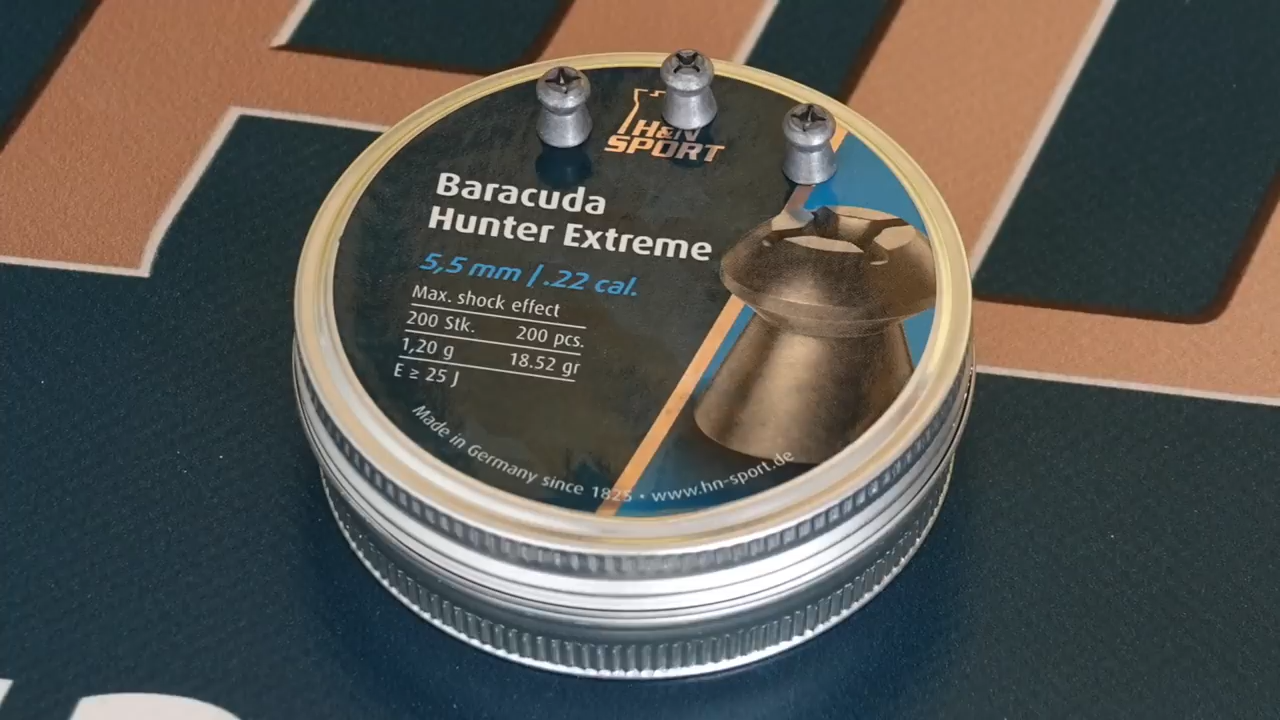 H&N
SPORT
Baracuda
Hunter Extreme
5,5 mm | .22 cal.
Max. shock effect
200 Stk. 200 pcs.
1,20 g 18.52 gr
E ≥ 25 J
Made in Germany since 1825 • www.hn-sport.de